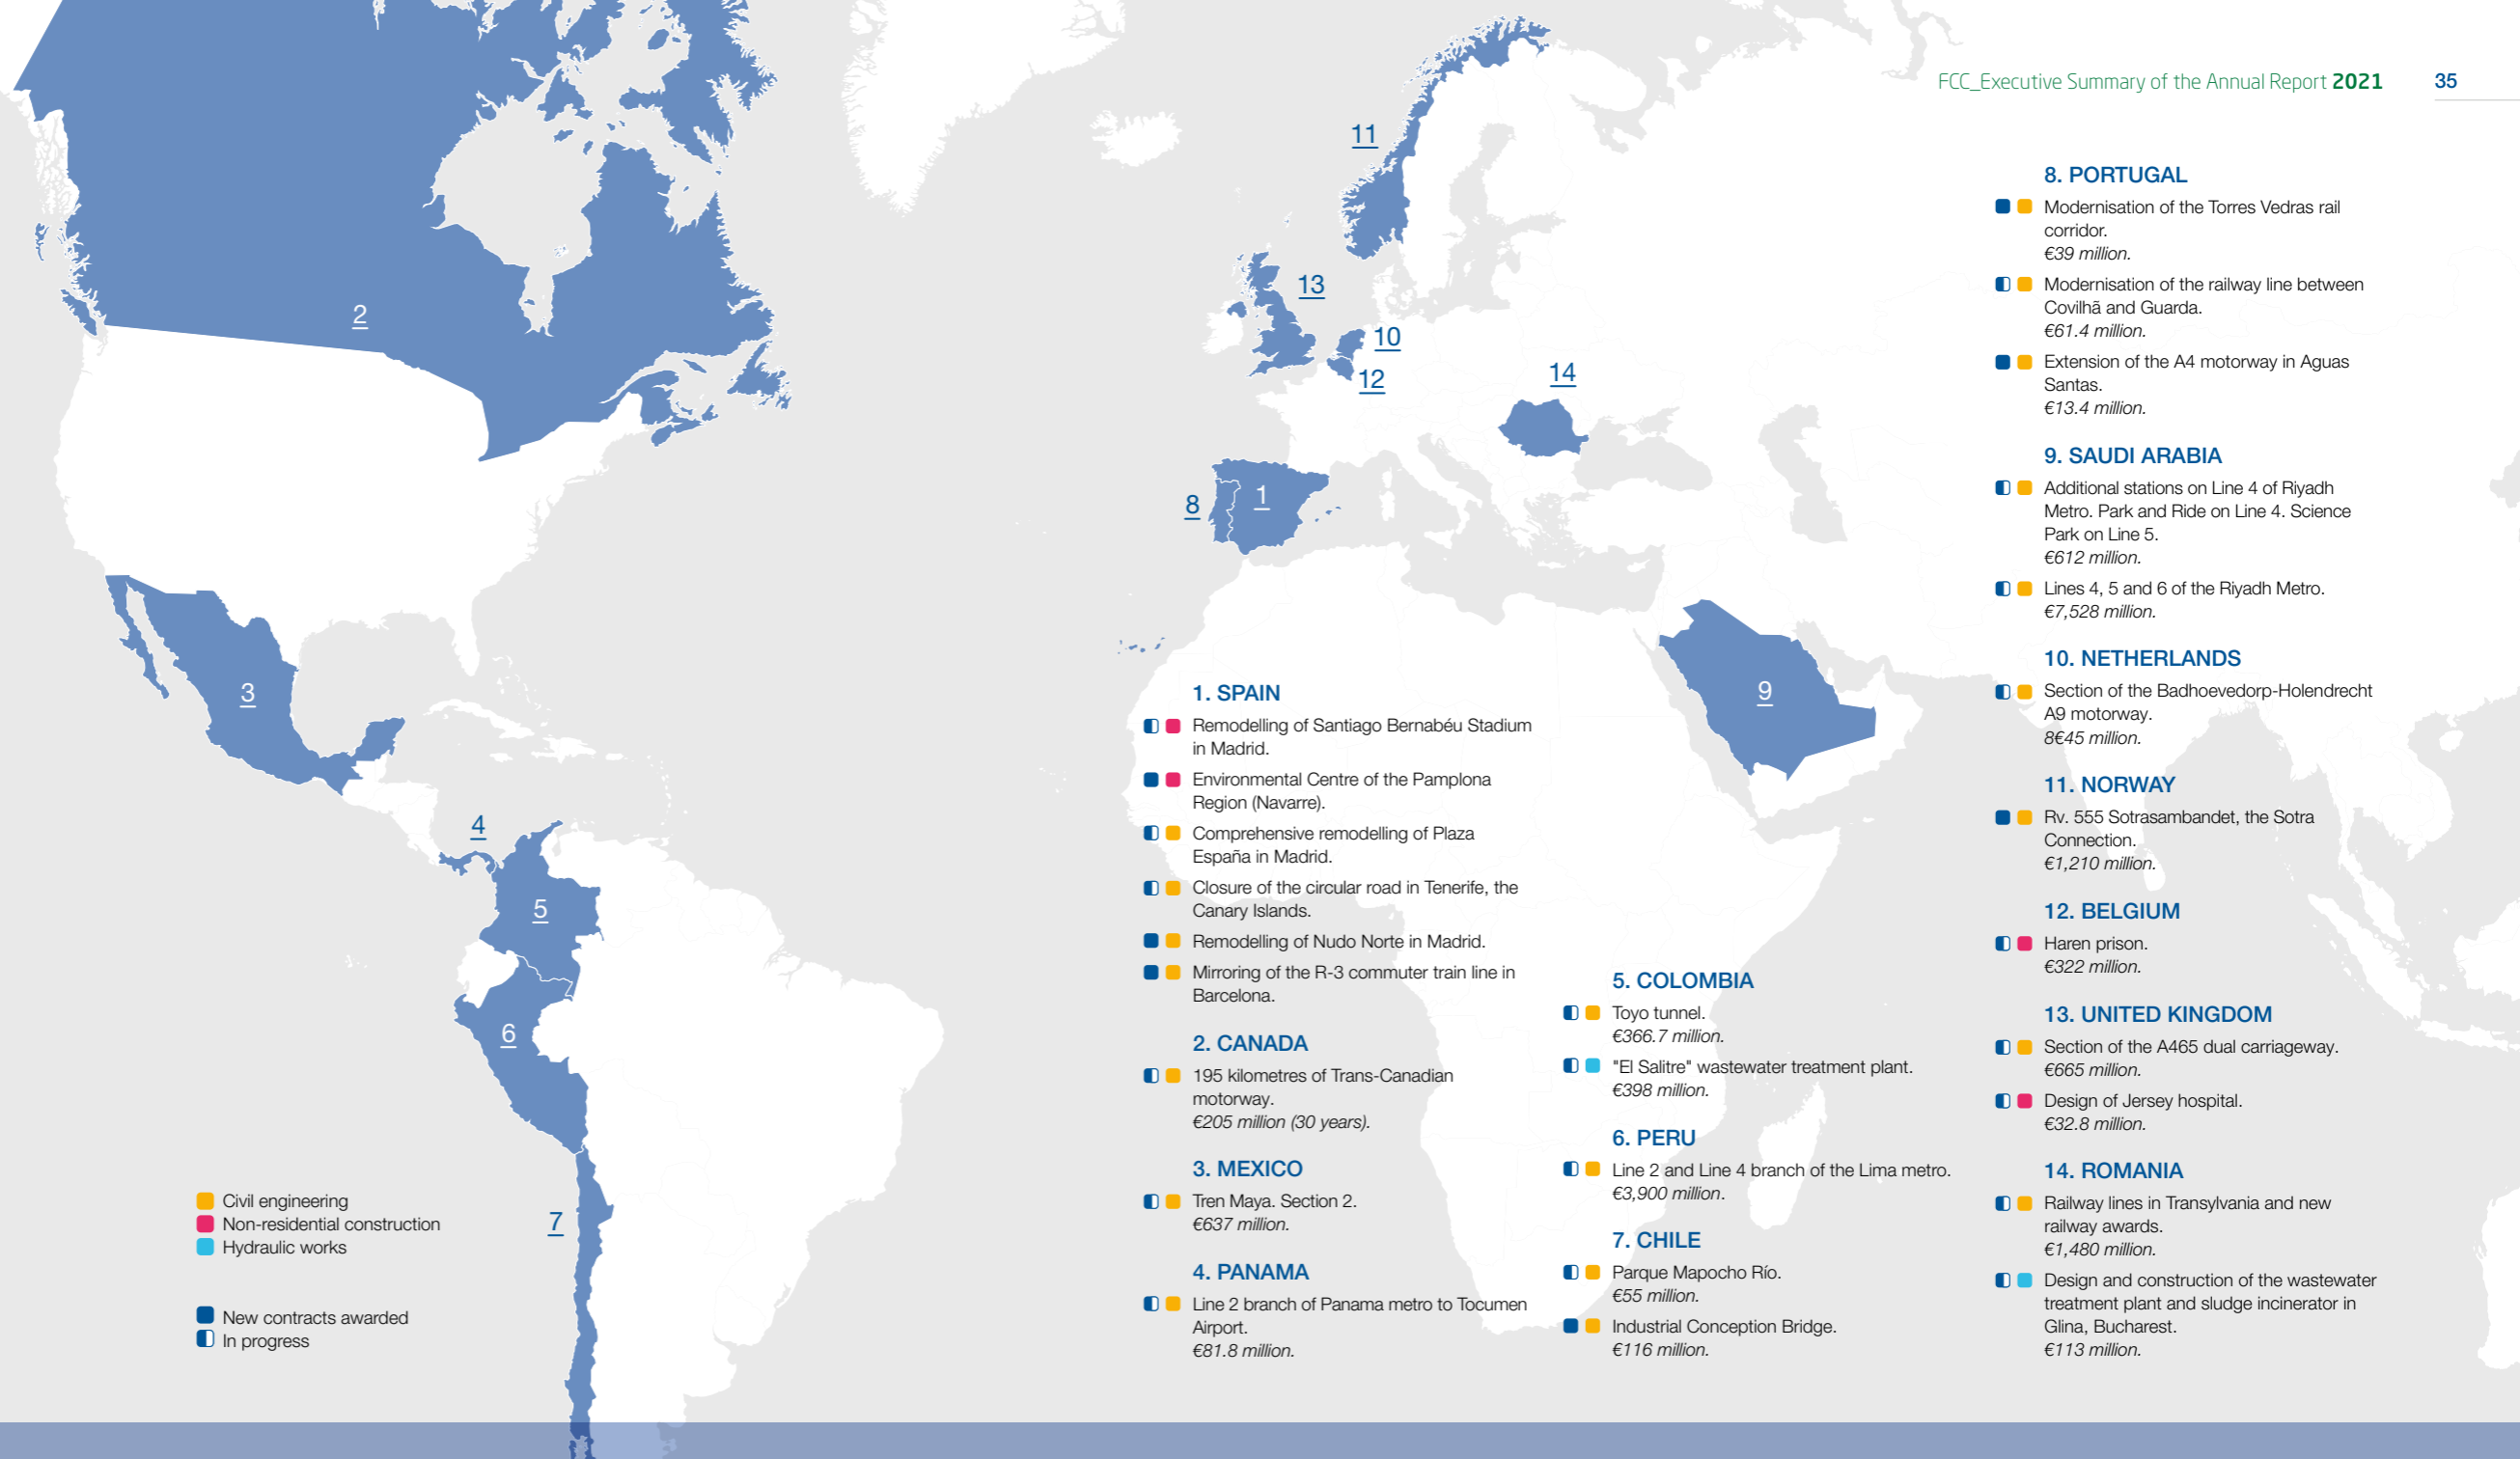 FCC_Executive Summary of the Annual Report 2021
35
2
3
4
5
6
7
11
13
10
12
14
8
1
9
Civil engineering
Non-residential construction
Hydraulic works
New contracts awarded
In progress
1. SPAIN
Remodelling of Santiago Bernabéu Stadium
in Madrid.
Environmental Centre of the Pamplona
Region (Navarre).
Comprehensive remodelling of Plaza
España in Madrid.
Closure of the circular road in Tenerife, the
Canary Islands.
Remodelling of Nudo Norte in Madrid.
Mirroring of the R-3 commuter train line in
Barcelona.
2. CANADA
195 kilometres of Trans-Canadian
motorway.
€205 million (30 years).
3. MEXICO
Tren Maya. Section 2.
€637 million.
4. PANAMA
Line 2 branch of Panama metro to Tocumen
Airport.
€81.8 million.
5. COLOMBIA
Toyo tunnel.
€366.7 million.
"El Salitre" wastewater treatment plant.
€398 million.
6. PERU
Line 2 and Line 4 branch of the Lima metro.
€3,900 million.
7. CHILE
Parque Mapocho Río.
€55 million.
Industrial Conception Bridge.
€116 million.
8. PORTUGAL
Modernisation of the Torres Vedras rail
corridor.
€39 million.
Modernisation of the railway line between
Covilhã and Guarda.
€61.4 million.
Extension of the A4 motorway in Aguas
Santas.
€13.4 million.
9. SAUDI ARABIA
Additional stations on Line 4 of Riyadh
Metro. Park and Ride on Line 4. Science
Park on Line 5.
€612 million.
Lines 4, 5 and 6 of the Riyadh Metro.
€7,528 million.
10. NETHERLANDS
Section of the Badhoevedorp-Holendrecht
A9 motorway.
8€45 million.
11. NORWAY
Rv. 555 Sotrasambandet, the Sotra
Connection.
€1,210 million.
12. BELGIUM
Haren prison.
€322 million.
13. UNITED KINGDOM
Section of the A465 dual carriageway.
€665 million.
Design of Jersey hospital.
€32.8 million.
14. ROMANIA
Railway lines in Transylvania and new
railway awards.
€1,480 million.
Design and construction of the wastewater
treatment plant and sludge incinerator in
Glina, Bucharest.
€113 million.